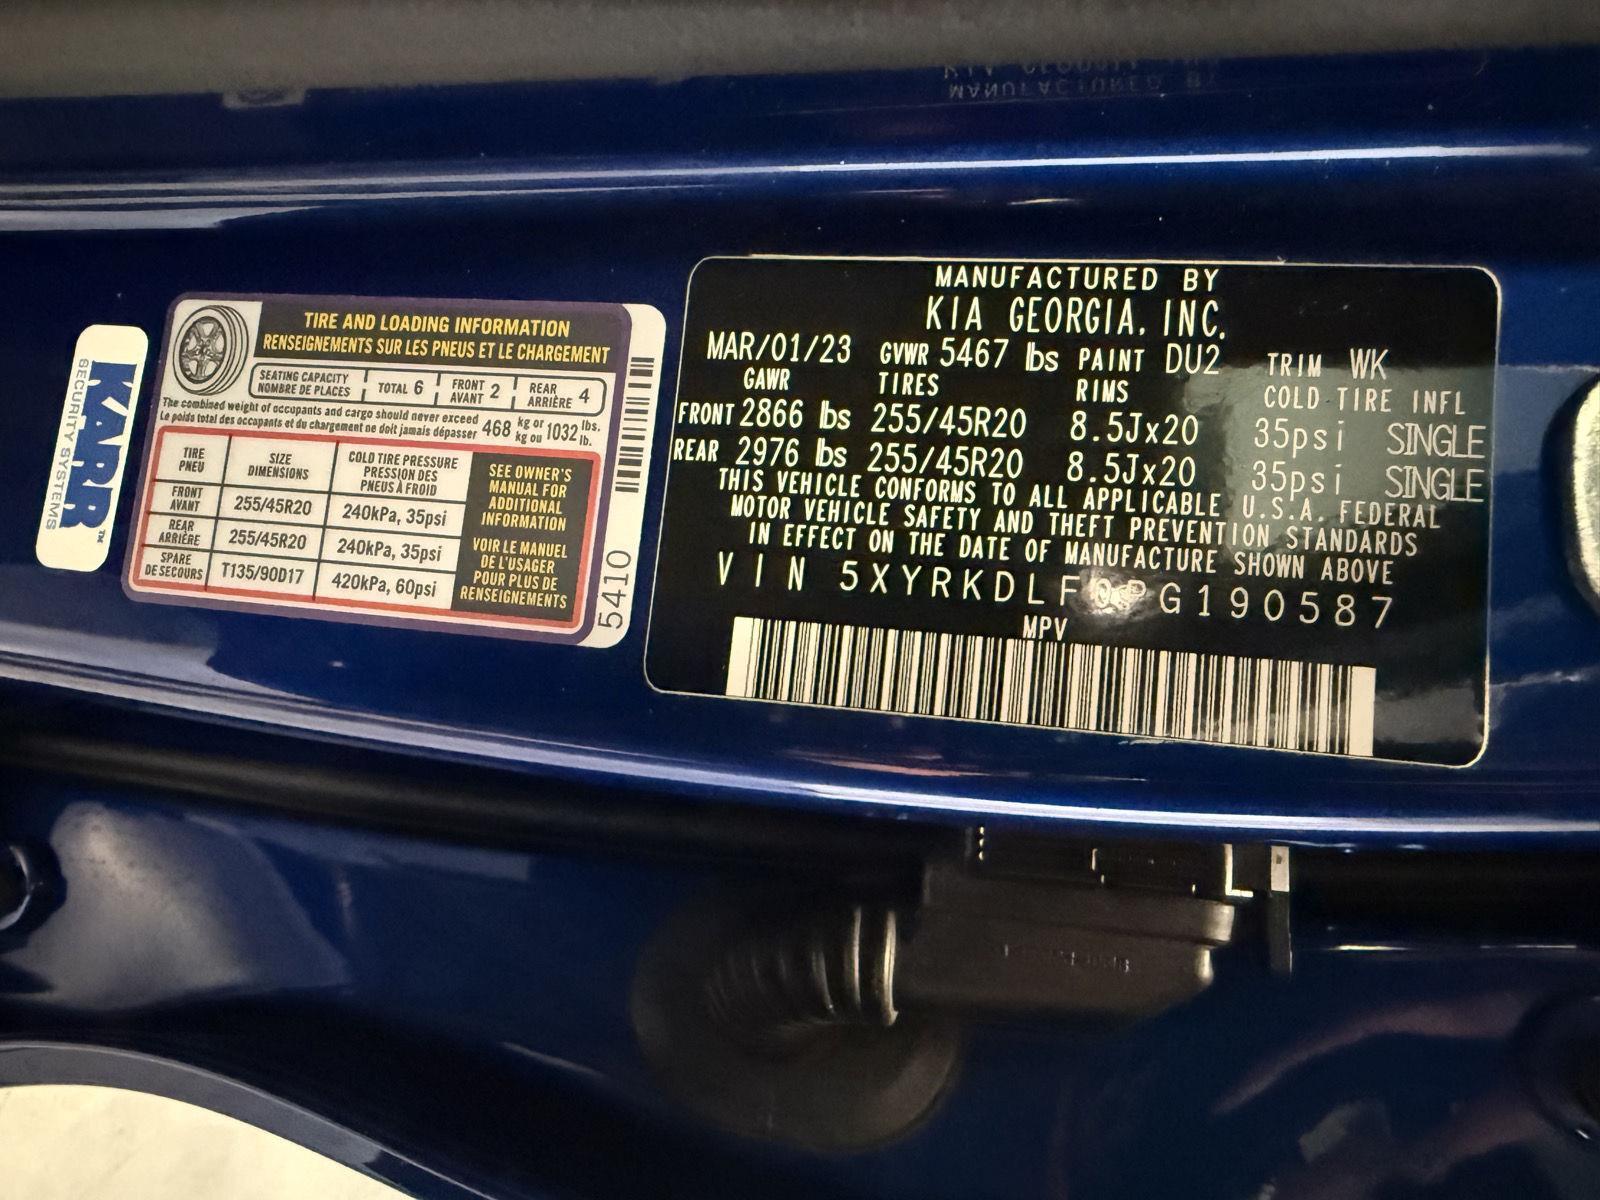 KARR™
SECURITY SYSTEMS
TIRE AND LOADING INFORMATION
RENSEIGNEMENTS SUR LES PNEUS ET LE CHARGEMENT
SEATING CAPACITY
NOMBRE DE PLACES
TOTAL 6
FRONT
AVANT 2
REAR
ARRIÈRE 4
The combined weight of occupants and cargo should never exceed 468 kg or 1032 lbs.
Le poids total des occupants et du chargement ne doit jamais dépasser kg ou lb.
TIRE
PNEU
SIZE
DIMENSIONS
COLD TIRE PRESSURE
PRESSION DES
PNEUS À FROID
FRONT
AVANT
255/45R20
240kPa, 35psi
REAR
ARRIÈRE
255/45R20
240kPa, 35psi
SPARE
DE SECOURS
T135/90D17
420kPa, 60psi
SEE OWNER'S
MANUAL FOR
ADDITIONAL
INFORMATION
VOIR LE MANUEL
DE L'USAGER
POUR PLUS DE
RENSEIGNEMENTS
5410
MANUFACTURED BY
KIA GEORGIA, INC.
MAR/01/23 GVWR 5467 lbs PAINT DU2 TRIM WK
GAWR TIRES RIMS COLD TIRE INFL
FRONT 2866 lbs 255/45R20 8.5Jx20 35psi SINGLE
REAR 2976 lbs 255/45R20 8.5Jx20 35psi SINGLE
THIS VEHICLE CONFORMS TO ALL APPLICABLE U.S.A. FEDERAL
MOTOR VEHICLE SAFETY AND THEFT PREVENTION STANDARDS
IN EFFECT ON THE DATE OF MANUFACTURE SHOWN ABOVE
VIN 5XYRKDLF0PG190587
MPV